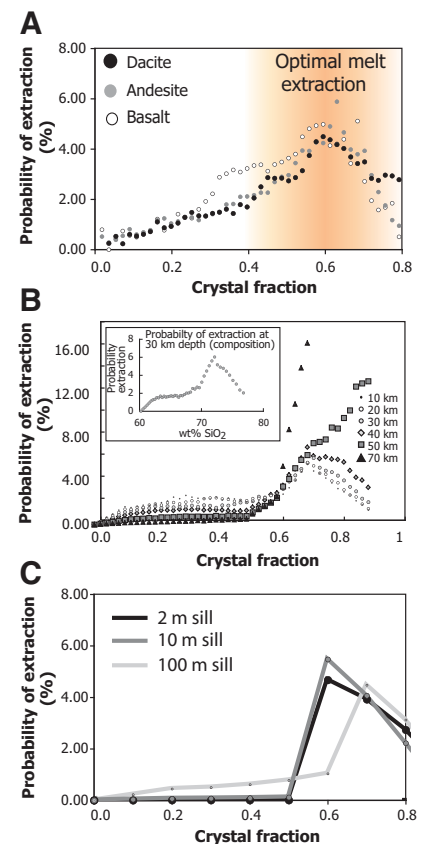 A
Probability of extraction
(%)
8.00
6.00
4.00
2.00
0.00
Dacite
Andesite
Basalt
Optimal melt
extraction
0.0
0.2
0.4
0.6
0.8
Crystal fraction
B
Probability of extraction
(%)
16.00
12.00
8.00
4.00
0.00
Probabilty of extraction at
30 km depth (composition)
Probability
extraction
8
6
4
2
0
60
70
80
wt% SiO2
10 km
20 km
30 km
40 km
50 km
70 km
0.0
0.2
0.4
0.6
0.8
1
Crystal fraction
C
Probability of extraction
(%)
8.00
6.00
4.00
2.00
0.00
2 m sill
10 m sill
100 m sill
0.0
0.2
0.4
0.6
0.8
Crystal fraction